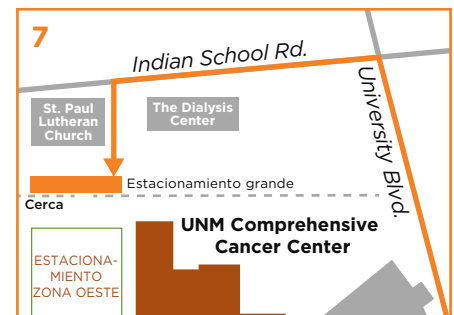 7
Indian School Rd.
University Blvd.
St. Paul
Lutheran
Church
The Dialysis
Center
Estacionamiento grande
Cerca
UNM Comprehensive
Cancer Center
ESTACIONA-
MIENTO
ZONA OESTE